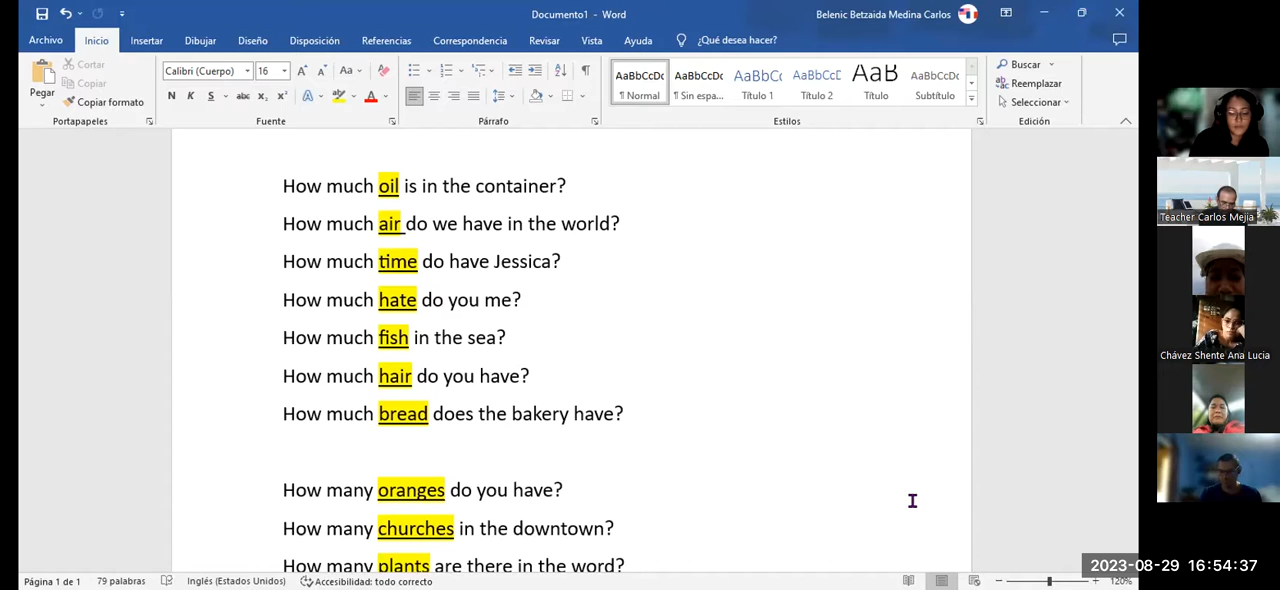 Documento1 - Word
Belenic Betzaida Medina Carlos
Archivo
Inicio
Insertar
Dibujar
Diseño
Disposición
Referencias
Correspondencia
Revisar
Vista
Ayuda
¿Qué desea hacer?
Pegar
Cortar
Copiar
Copiar formato
Portapapeles
Calibri (Cuerpo)
16
Fuente
Párrafo
AaBbCcDc
¶ Normal
AaBbCcDc
¶ Sin espa...
AaBbCc
Título 1
AaBbCcD
Título 2
AaB
Título
AaBbCcD
Subtítulo
Estilos
Buscar
Reemplazar
Seleccionar
Edición
How much oil is in the container?
How much air do we have in the world?
How much time do have Jessica?
How much hate do you me?
How much fish in the sea?
How much hair do you have?
How much bread does the bakery have?
How many oranges do you have?
How many churches in the downtown?
How many plants are there in the word?
Teacher Carlos Mejia
Chávez Shente Ana Lucia
Página 1 de 1
79 palabras
Inglés (Estados Unidos)
Accesibilidad: todo correcto
120%
2023-08-29 16:54:37